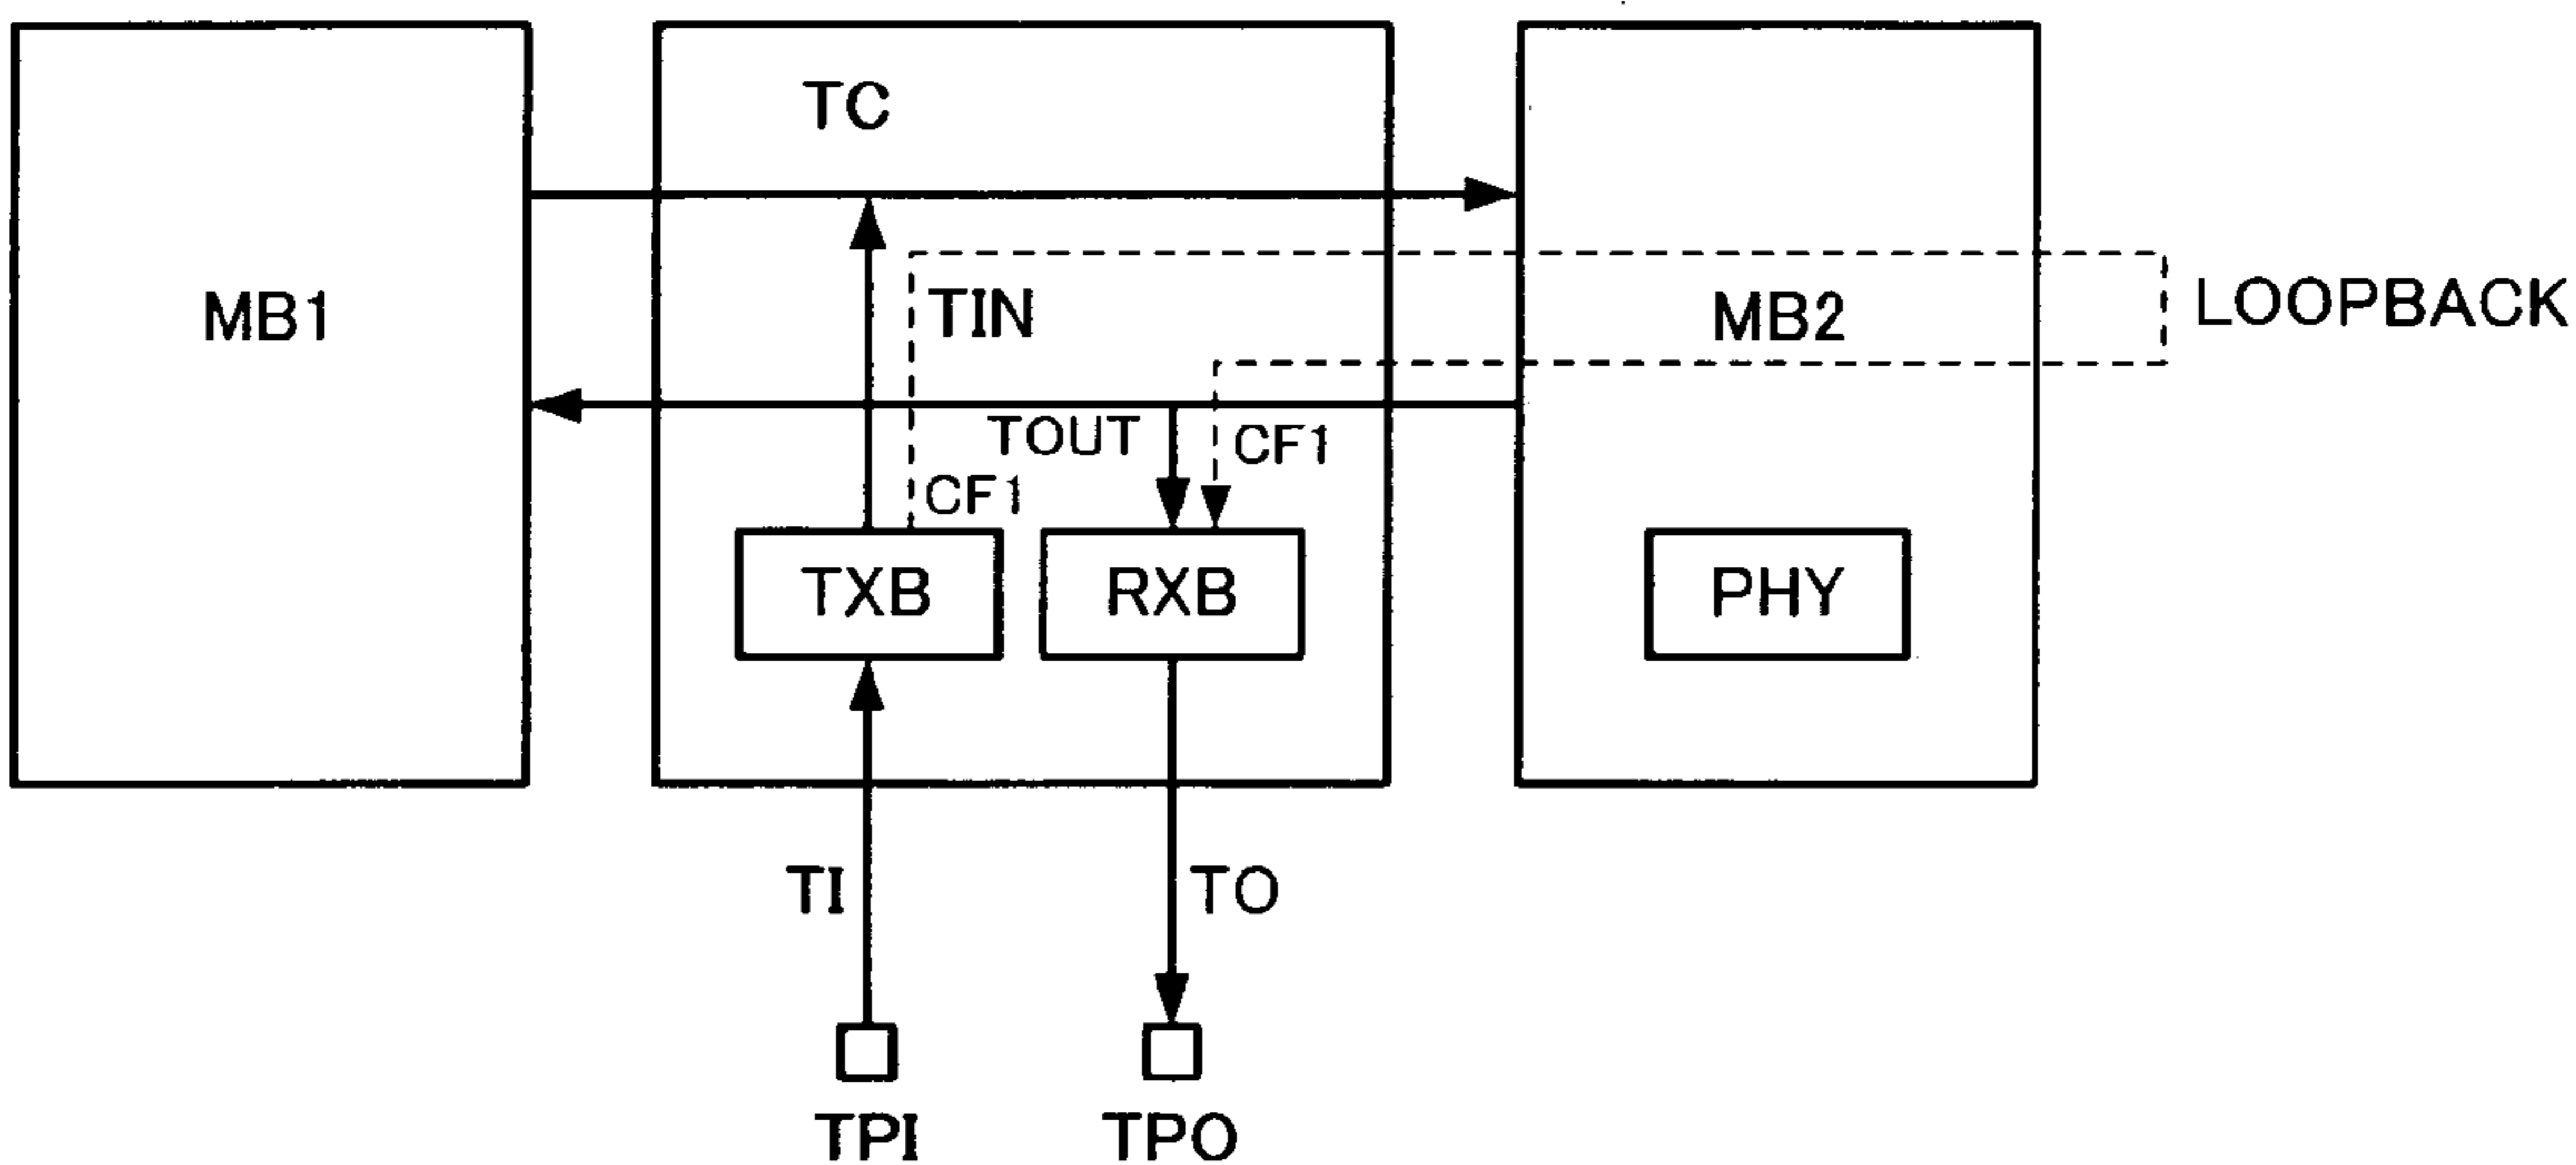 TC
MB1
TIN
MB2
LOOPBACK
TOUT
CF1
CF1
TXB
RXB
PHY
TI
TO
TPI
TPO